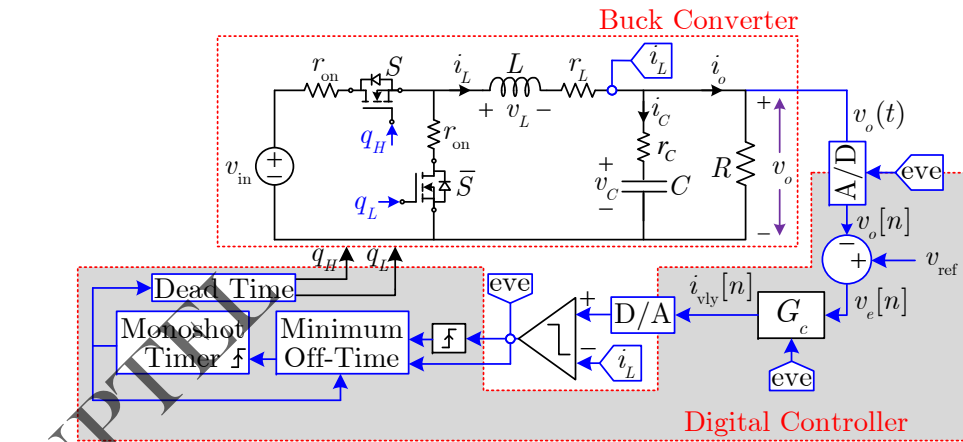 Buck Converter
r_on
S
i_L
L
r_L
i_L
i_o
+ v_L −
i_C
+
v_o(t)
q_H
r_on
r_C
v_in
R
v_o
A/D
eve
S̅
+
v_C
−
C
q_L
−
v_o[n]
q_H
q_L
−
+
v_ref
eve
i_vly[n]
v_e[n]
Dead Time
+
D/A
G_c
Monoshot
Timer
Minimum
Off-Time
−
i_L
eve
Digital Controller